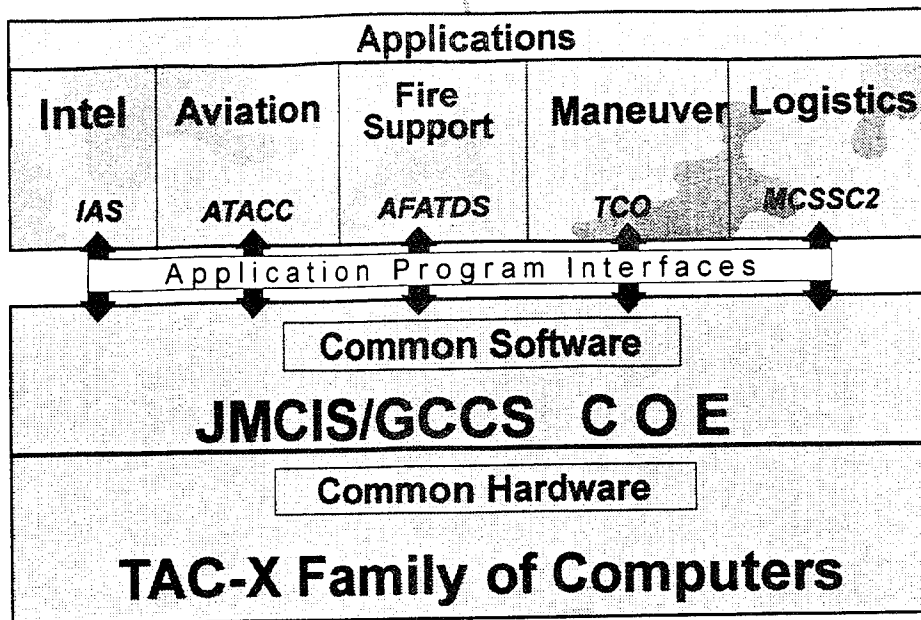 Applications
Intel
Aviation
Fire
Support
Maneuver
Logistics
IAS
ATACC
AFATDS
TCO
MCSSC2
Application Program Interfaces
Common Software
JMCIS/GCCS C O E
Common Hardware
TAC-X Family of Computers